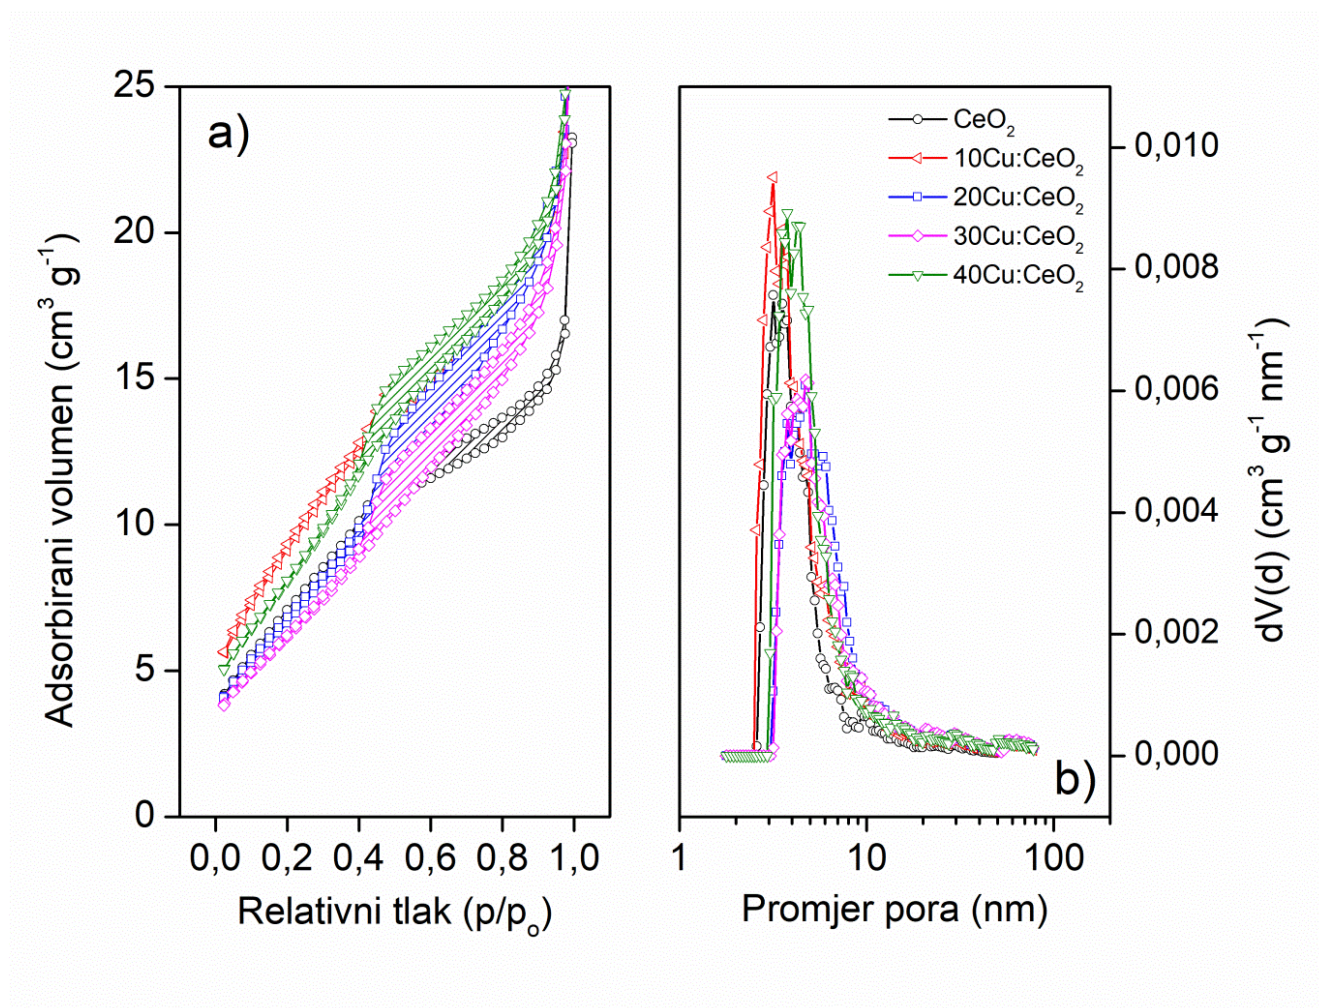 a)
25
20
15
10
5
0
Adsorbirani volumen (cm³ g⁻¹)
0,0 0,2 0,4 0,6 0,8 1,0
Relativni tlak (p/pₒ)
CeO₂
10Cu:CeO₂
20Cu:CeO₂
30Cu:CeO₂
40Cu:CeO₂
b)
0,010
0,008
0,006
0,004
0,002
0,000
dV(d) (cm³ g⁻¹ nm⁻¹)
1 10 100
Promjer pora (nm)